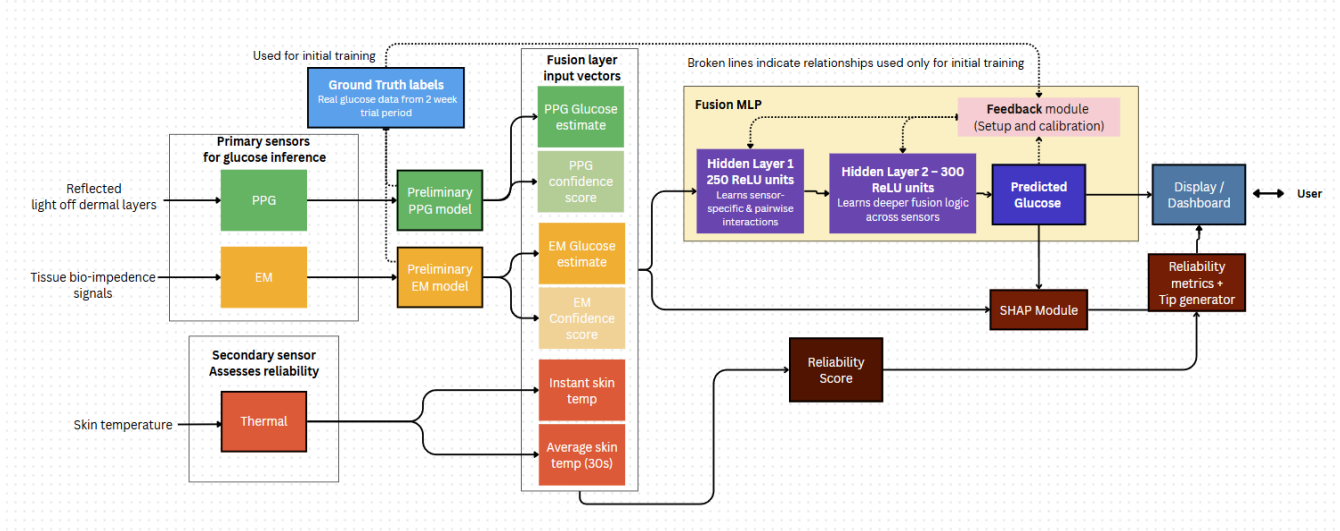 Used for initial training
Ground Truth labels
Real glucose data from 2 week
trial period
Fusion layer
input vectors
Broken lines indicate relationships used only for initial training
Primary sensors
for glucose inference
Reflected
light off dermal layers
PPG
Preliminary
PPG model
Tissue bio-impedence
signals
EM
Preliminary
EM model
Secondary sensor
Assesses reliability
Skin temperature
Thermal
PPG Glucose
estimate
PPG
confidence
score
EM Glucose
estimate
EM
Confidence
score
Instant skin
temp
Average skin
temp (30s)
Fusion MLP
Feedback module
(Setup and calibration)
Hidden Layer 1
250 ReLU units
Learns sensor-
specific & pairwise
interactions
Hidden Layer 2 – 300
ReLU units
Learns deeper fusion logic
across sensors
Predicted
Glucose
Display /
Dashboard
User
SHAP Module
Reliability
metrics +
Tip generator
Reliability
Score